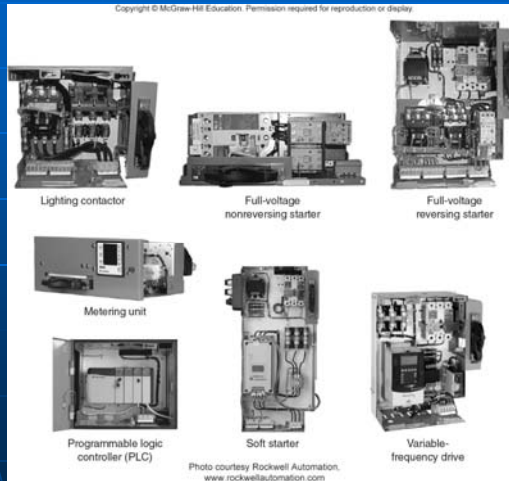 Copyright © McGraw-Hill Education. Permission required for reproduction or display.
Lighting contactor
Full-voltage
nonreversing starter
Full-voltage
reversing starter
Metering unit
Programmable logic
controller (PLC)
Soft starter
Variable-
frequency drive
Photo courtesy Rockwell Automation,
www.rockwellautomation.com